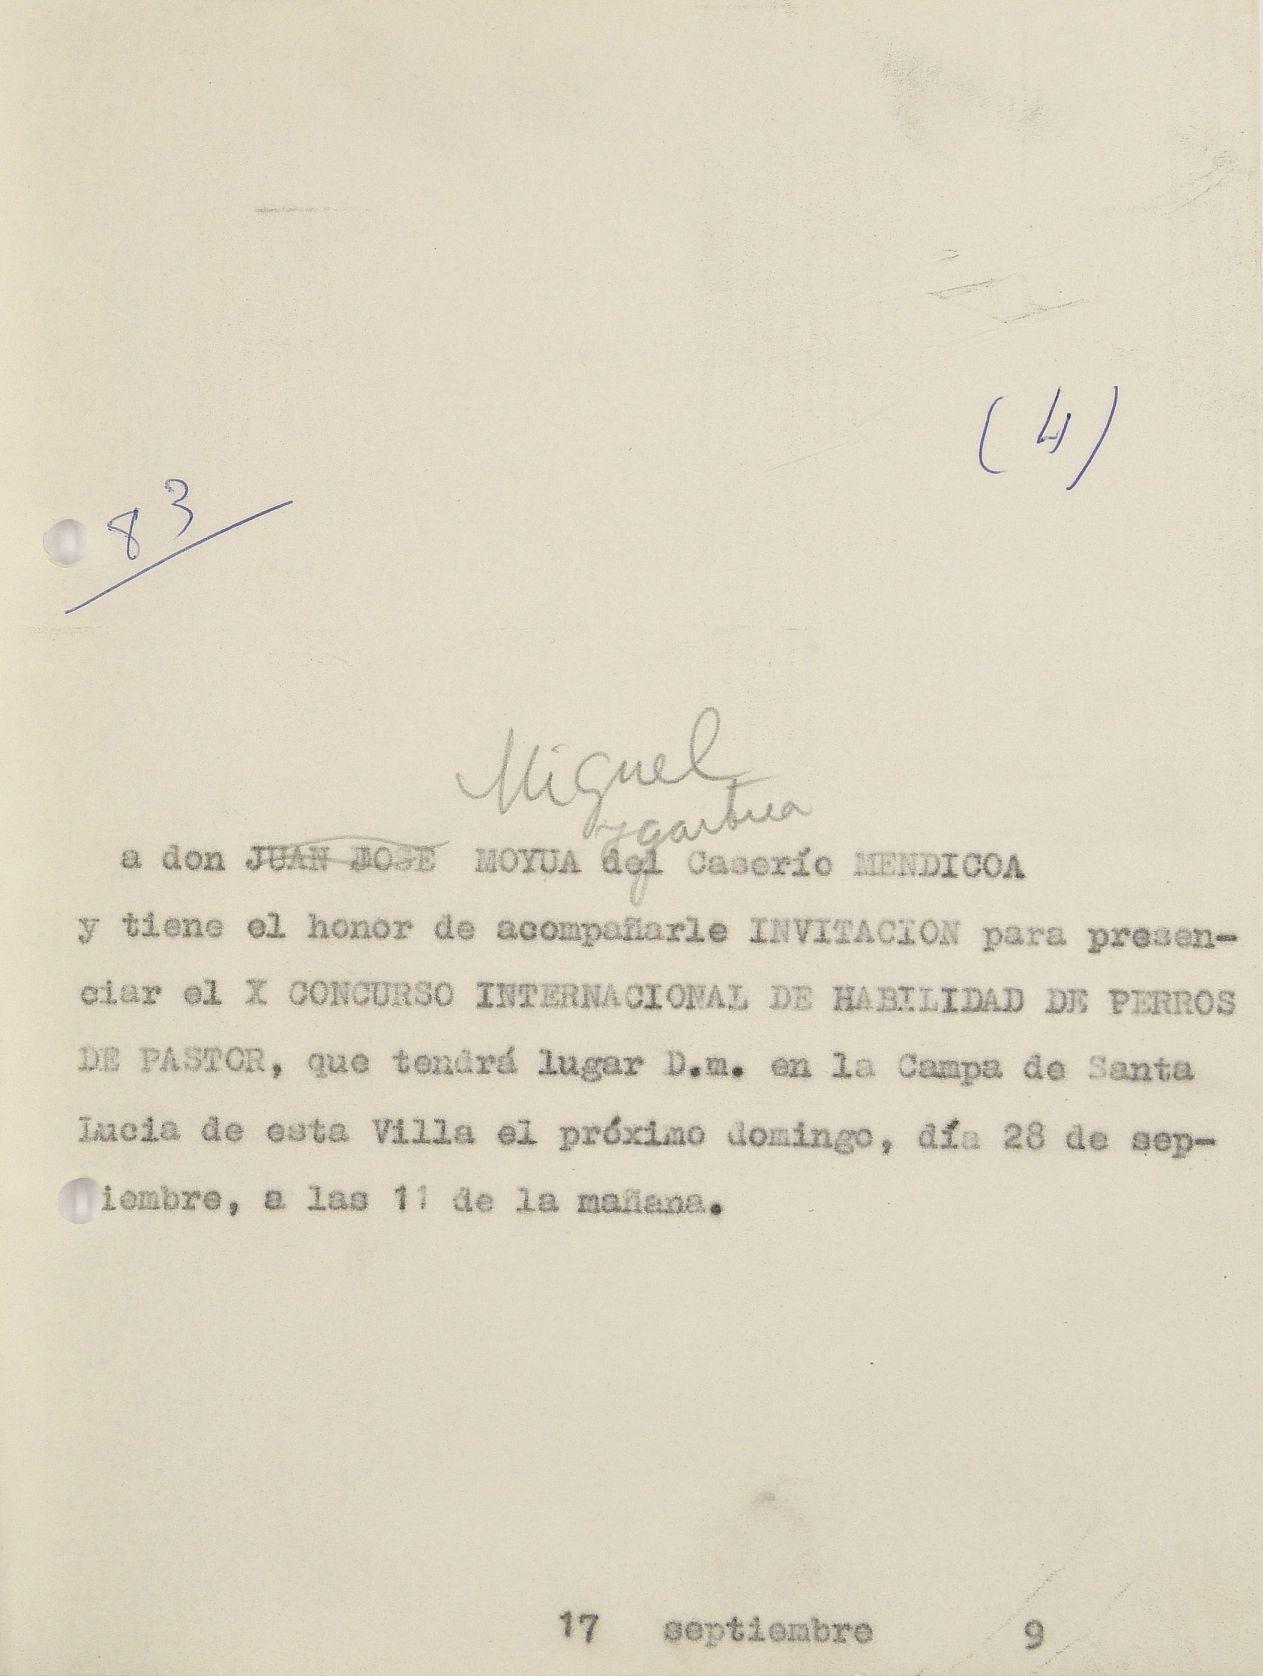 (4)
83
Miguel
Ygartua
a don JUAN JOSE MOYUA del Caserío MENDICOA
y tiene el honor de acompañarle INVITACION para presen-
ciar el X CONCURSO INTERNACIONAL DE HABILIDAD DE PERROS
DE PASTOR, que tendrá lugar D.m. en la Campa de Santa
Lucia de esta Villa el próximo domingo, día 28 de sep-
iembre, a las 11 de la mañana.
17 septiembre 9